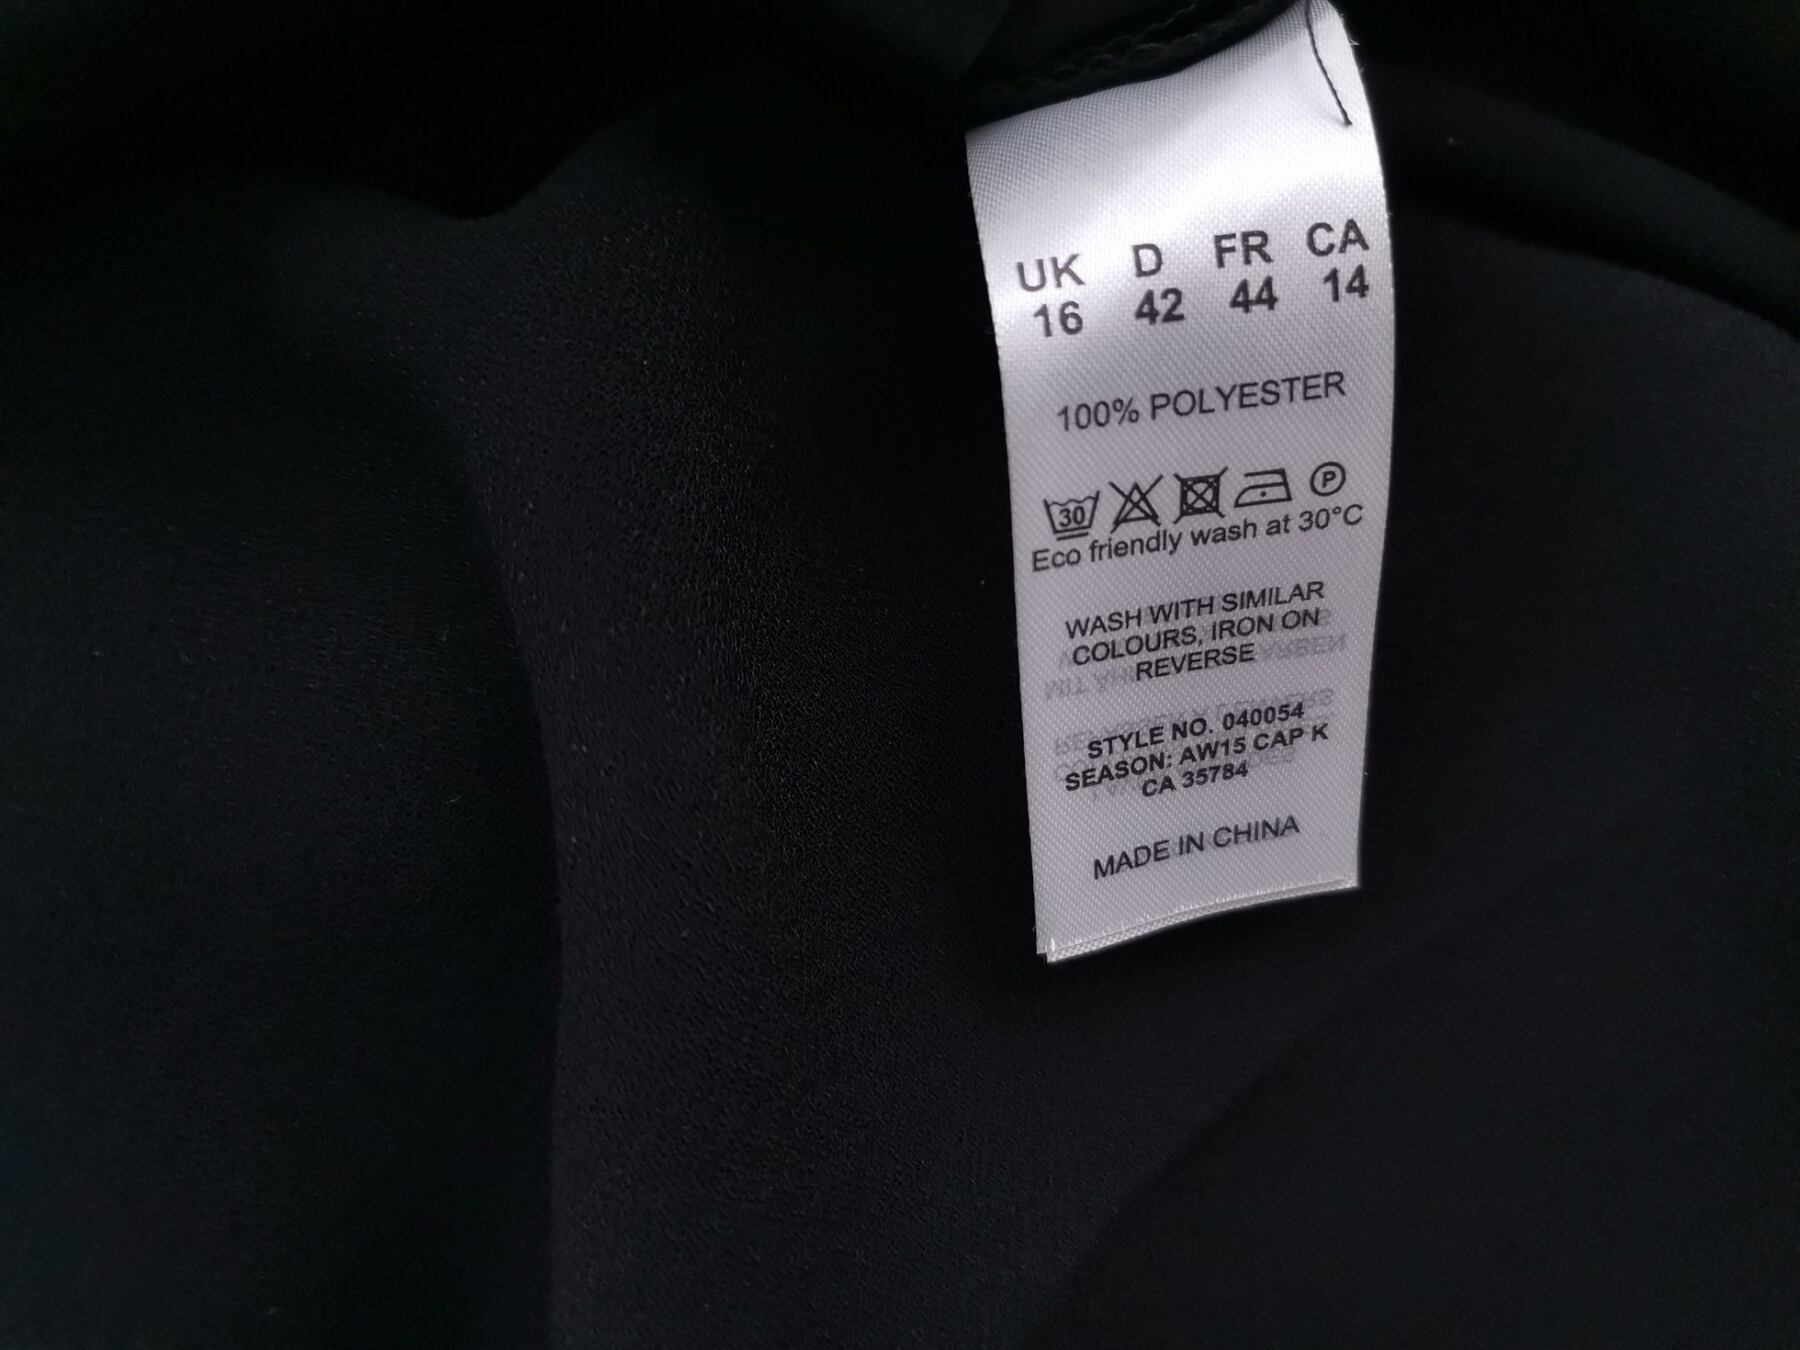 UK D FR CA
16 42 44 14
100% POLYESTER
30 P
Eco friendly wash at 30°C
WASH WITH SIMILAR
COLOURS, IRON ON
REVERSE
STYLE NO. 040054
SEASON: AW15 CAP K
CA 35784
MADE IN CHINA